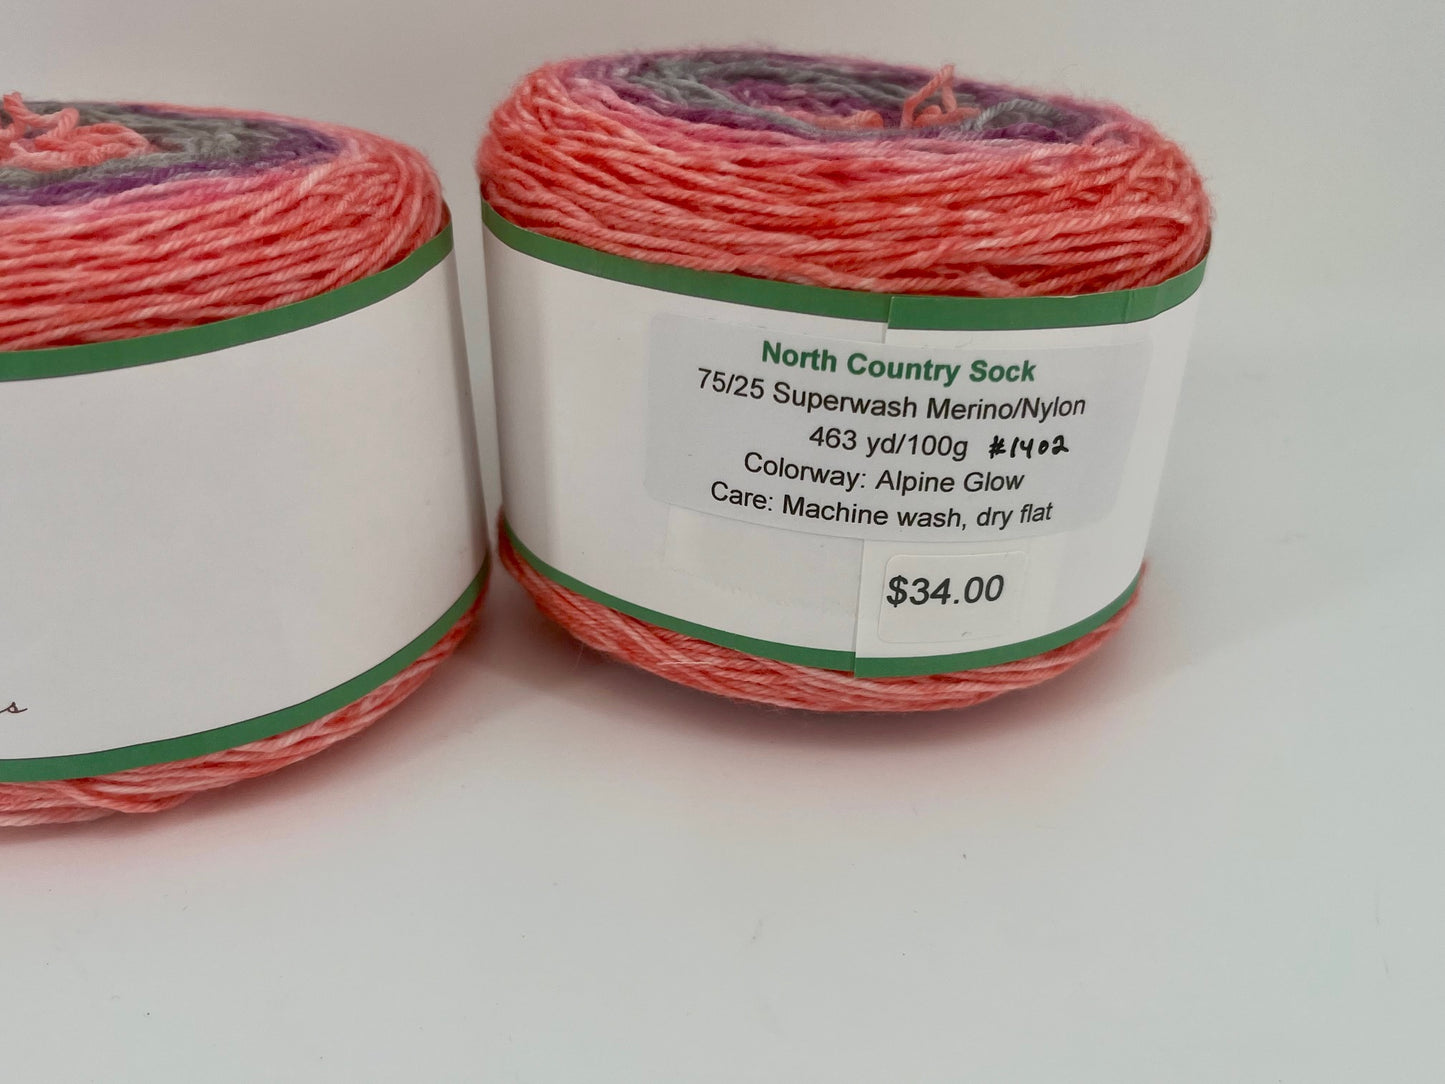 North Country Sock
75/25 Superwash Merino/Nylon
463 yd/100g #1402
Colorway: Alpine Glow
Care: Machine wash, dry flat
$34.00